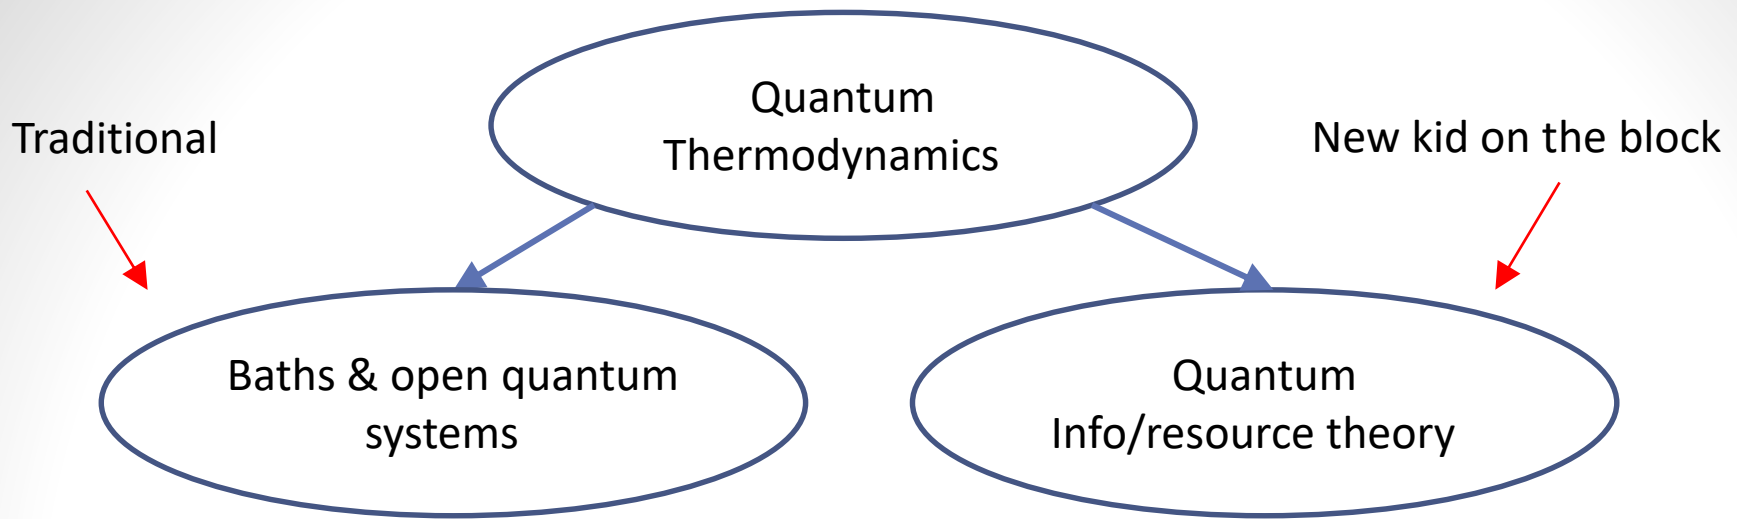 Quantum
Thermodynamics
Traditional
New kid on the block
Baths & open quantum
systems
Quantum
Info/resource theory